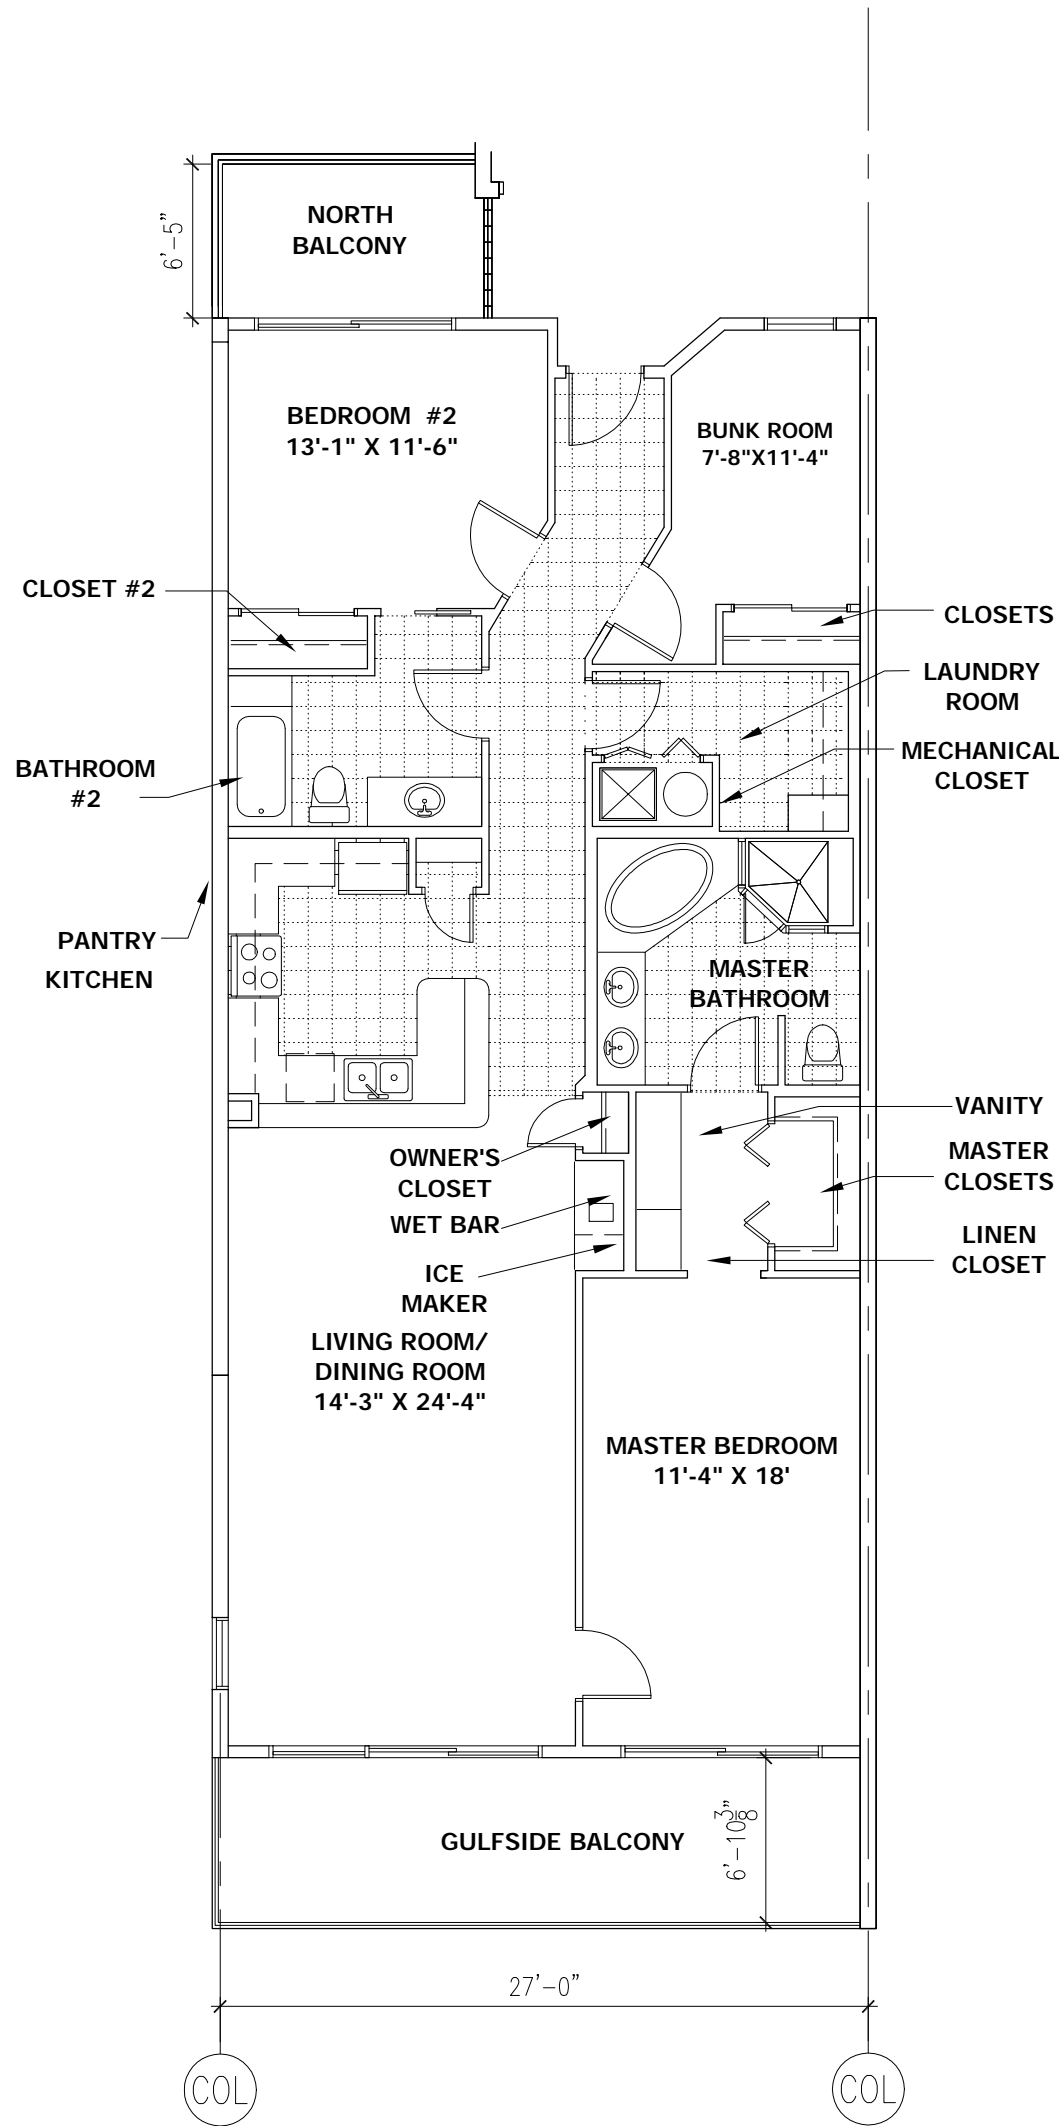 6'-5"
NORTH
BALCONY
BEDROOM #2
13'-1" X 11'-6"
BUNK ROOM
7'-8"X11'-4"
CLOSET #2
CLOSETS
LAUNDRY
ROOM
MECHANICAL
CLOSET
BATHROOM
#2
PANTRY
KITCHEN
MASTER
BATHROOM
VANITY
MASTER
CLOSETS
LINEN
CLOSET
OWNER'S
CLOSET
WET BAR
ICE
MAKER
LIVING ROOM/
DINING ROOM
14'-3" X 24'-4"
MASTER BEDROOM
11'-4" X 18'
GULFSIDE BALCONY
6'-10 3/8"
27'-0"
COL
COL